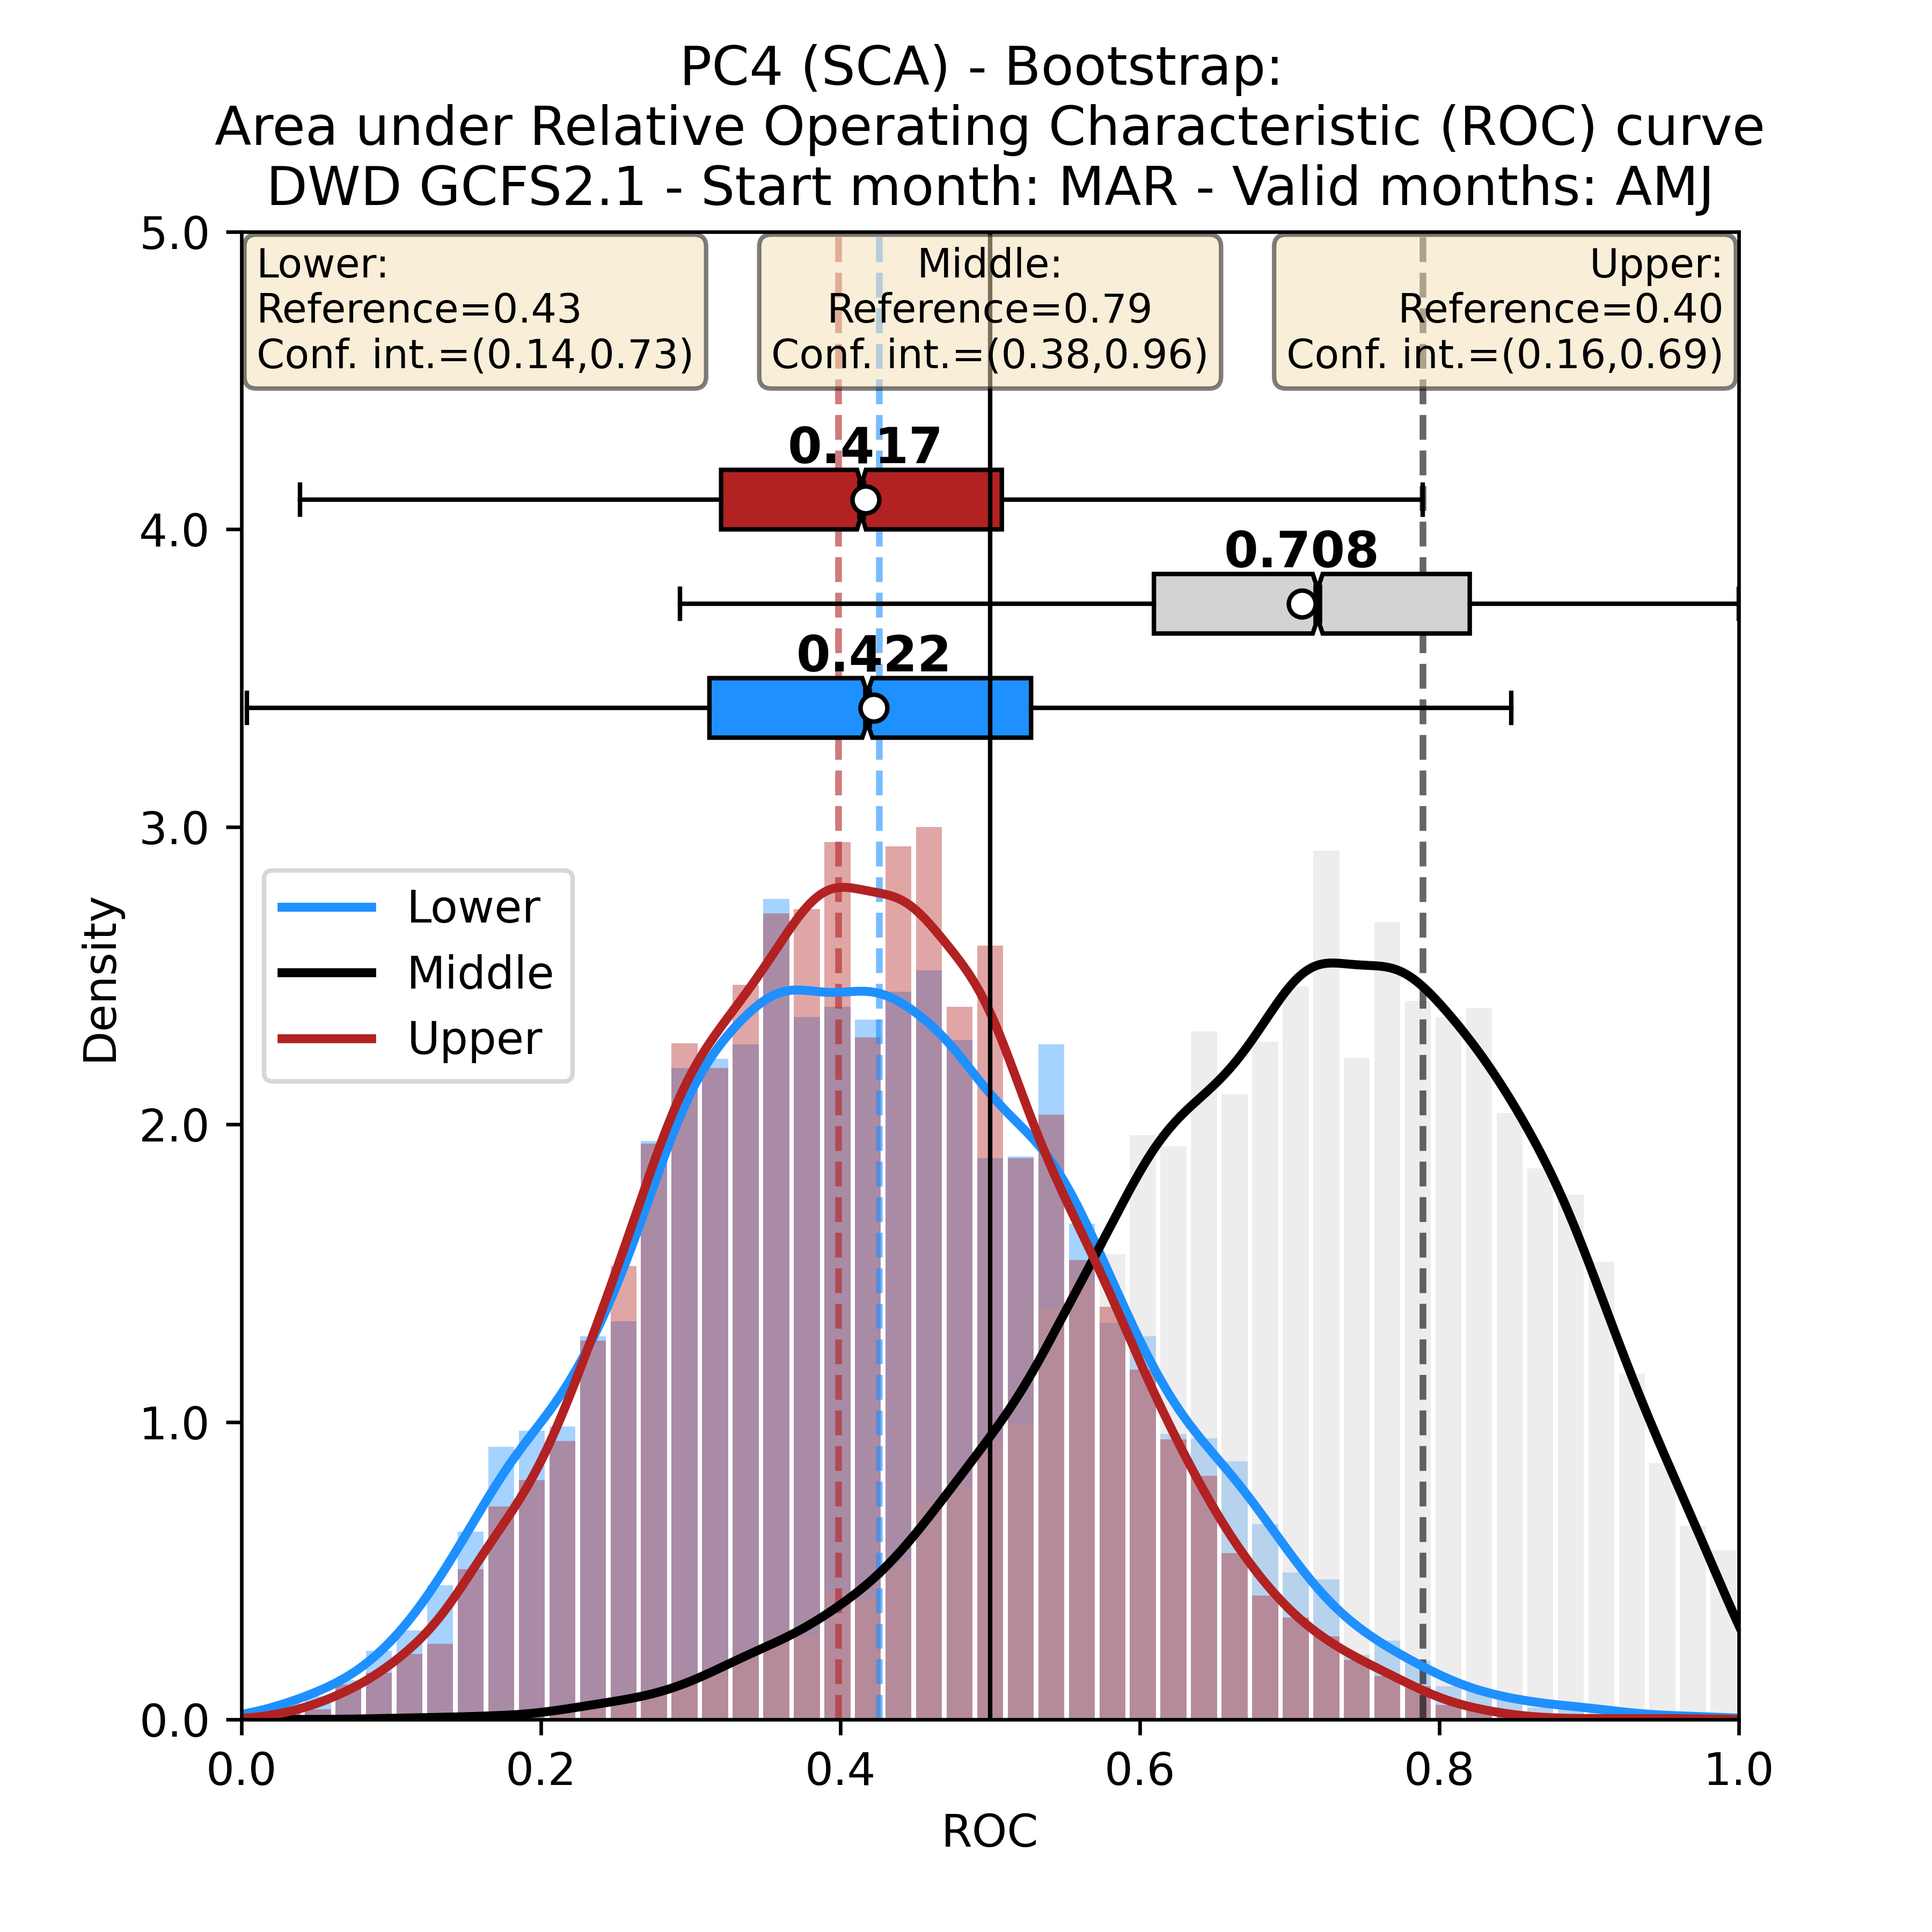 PC4 (SCA) - Bootstrap:
Area under Relative Operating Characteristic (ROC) curve
DWD GCFS2.1 - Start month: MAR - Valid months: AMJ
5.0
Lower:
Reference=0.43
Conf. int.=(0.14,0.73)
Middle:
Reference=0.79
Conf. int.=(0.38,0.96)
Upper:
Reference=0.40
Conf. int.=(0.16,0.69)
0.417
4.0
0.708
0.422
3.0
Lower
Middle
Upper
Density
2.0
1.0
0.0
0.0
0.2
0.4
0.6
0.8
1.0
ROC